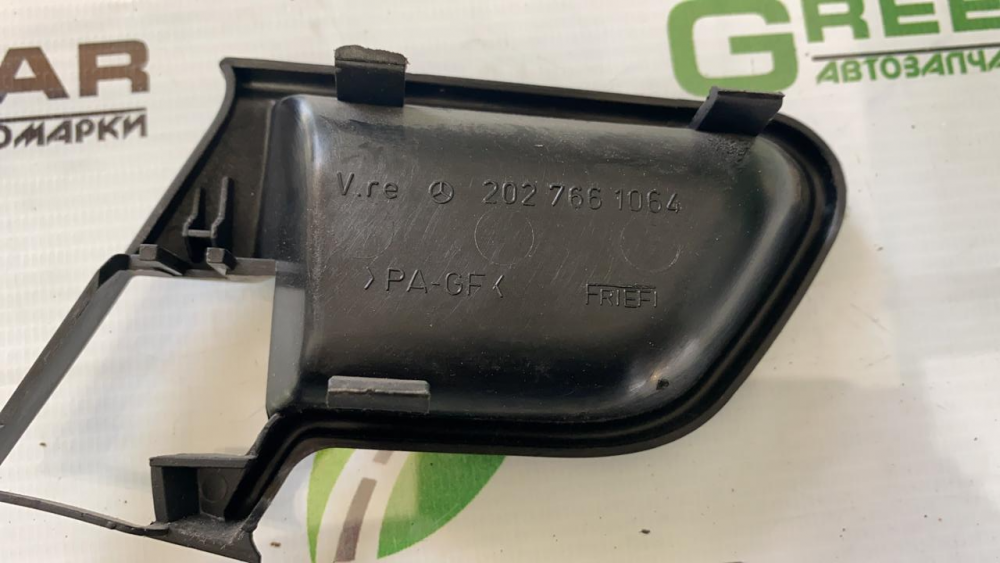 AR
ОМАРКИ
GREE
АВТОЗАПЧА
V.re 202 766 1064
>PA-GF<
FRIEFI